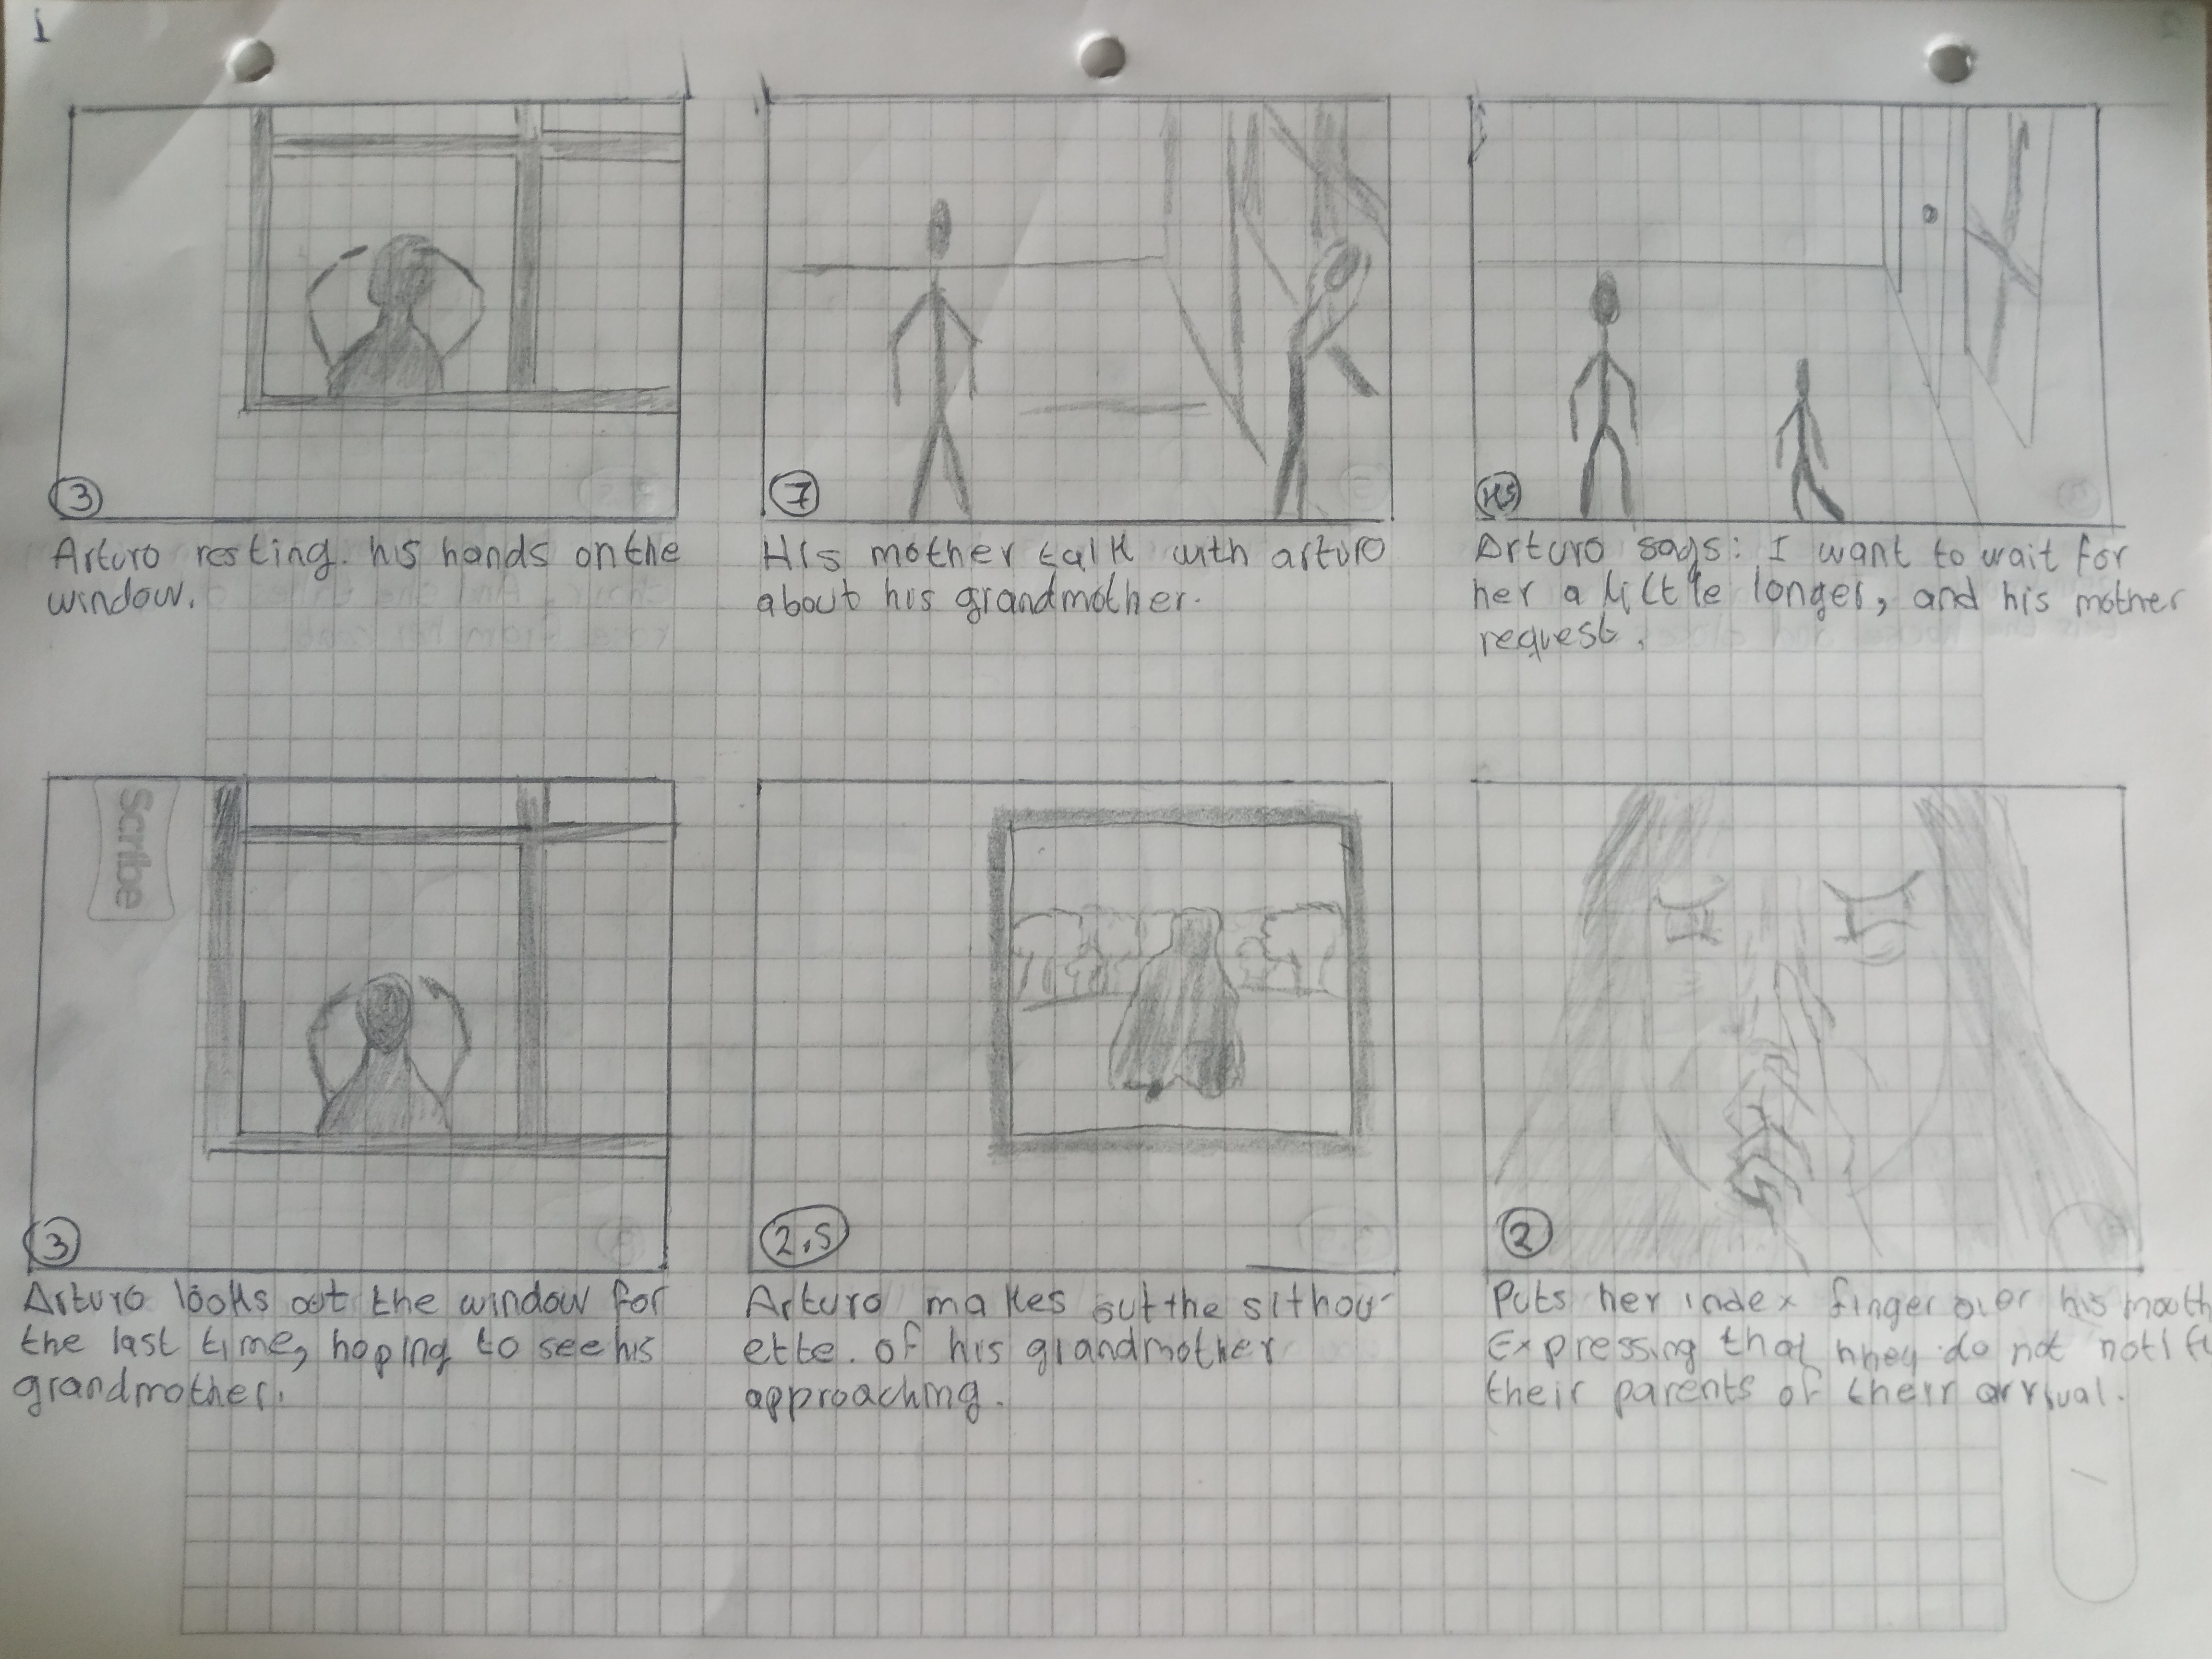 1
3
Arturo resting. his hands on the
window.
7
His mother talk with arturo
about his grandmother.
Arturo says: I want to wait for
her a little longer, and his mother
request.
Scribe
3
Arturo looks out the window for
the last time, hoping to see his
grandmother.
2,5
Arturo makes out the silhou-
ette. of his grandmother
approaching.
2
Puts her index finger over his mouth
Expressing that they do not notify
their parents of their arrival.